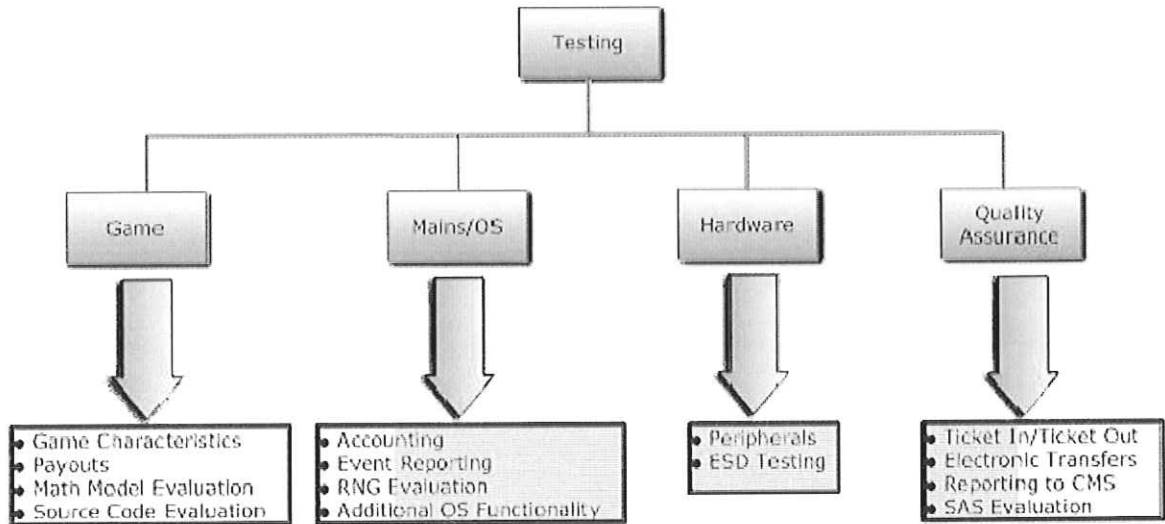 Testing
Game
Mains/OS
Hardware
Quality
Assurance
Game Characteristics
Payouts
Math Model Evaluation
Source Code Evaluation
Accounting
Event Reporting
RNG Evaluation
Additional OS Functionality
Peripherals
ESD Testing
Ticket In/Ticket Out
Electronic Transfers
Reporting to CMS
SAS Evaluation